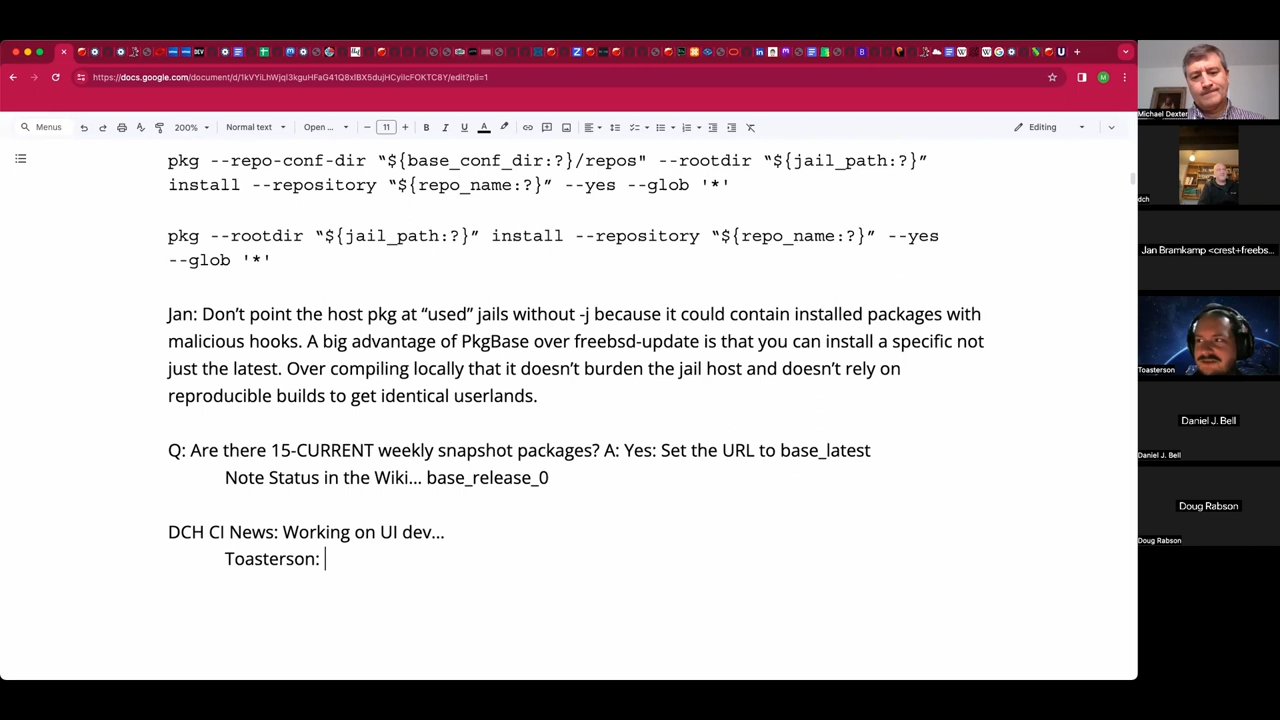 https://docs.google.com/document/d/1kVYiLhWjqI3kguHFaG41Q8xIBX5dujHCyiIcFOKTC8Y/edit?pli=1
Menus 200% Normal text Open ... 11 Editing
pkg --repo-conf-dir “${base_conf_dir:?}/repos" --rootdir “${jail_path:?}”
install --repository “${repo_name:?}” --yes --glob '*'
pkg --rootdir “${jail_path:?}” install --repository “${repo_name:?}” --yes
--glob '*'
Jan: Don’t point the host pkg at “used” jails without -j because it could contain installed packages with
malicious hooks. A big advantage of PkgBase over freebsd-update is that you can install a specific not
just the latest. Over compiling locally that it doesn’t burden the jail host and doesn’t rely on
reproducible builds to get identical userlands.
Q: Are there 15-CURRENT weekly snapshot packages? A: Yes: Set the URL to base_latest
Note Status in the Wiki... base_release_0
DCH CI News: Working on UI dev...
Toasterson:
Michael Dexter
dch
Jan Bramkamp <crest+freebs...
Toasterson
Daniel J. Bell
Daniel J. Bell
Doug Rabson
Doug Rabson